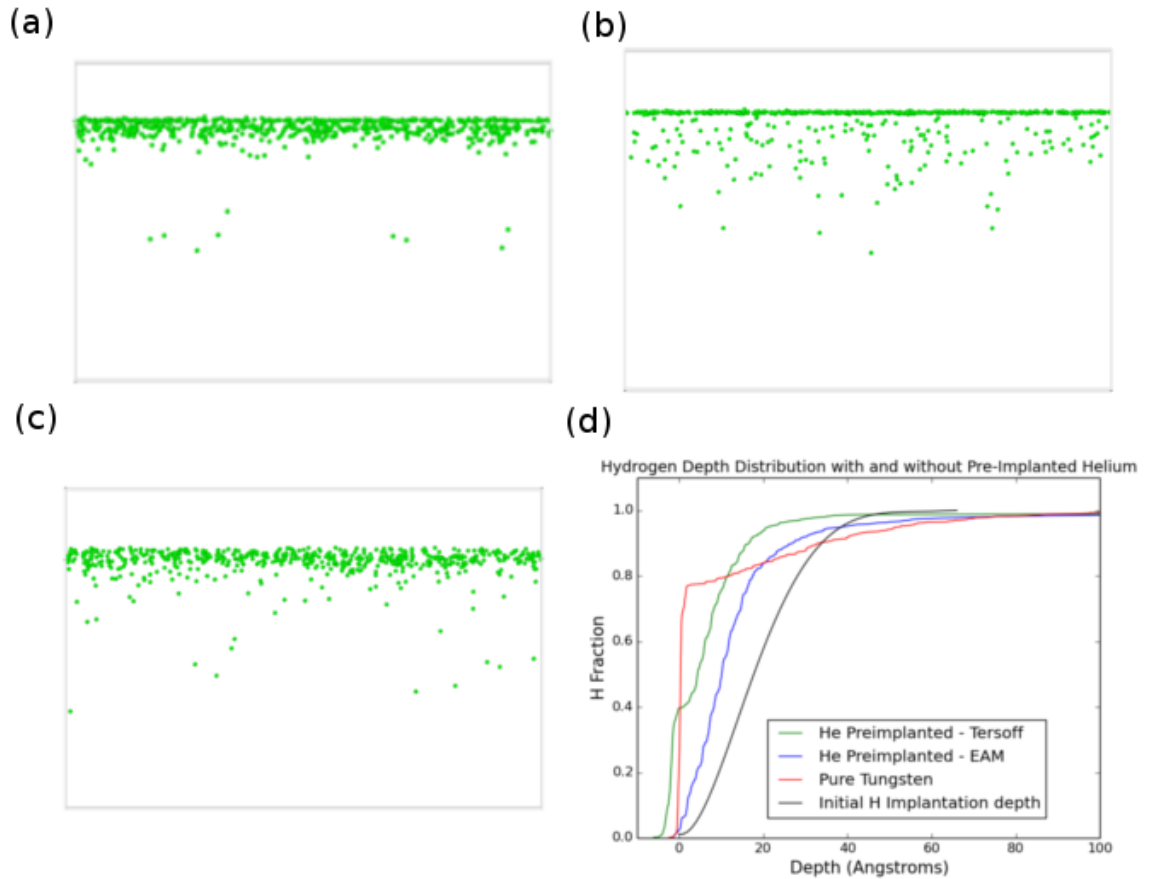 (a)
(b)
(c)
(d)
Hydrogen Depth Distribution with and without Pre-Implanted Helium
1.0
0.8
0.6
0.4
0.2
0.0
H Fraction
He Preimplanted - Tersoff
He Preimplanted - EAM
Pure Tungsten
Initial H Implantation depth
0
20
40
60
80
100
Depth (Angstroms)